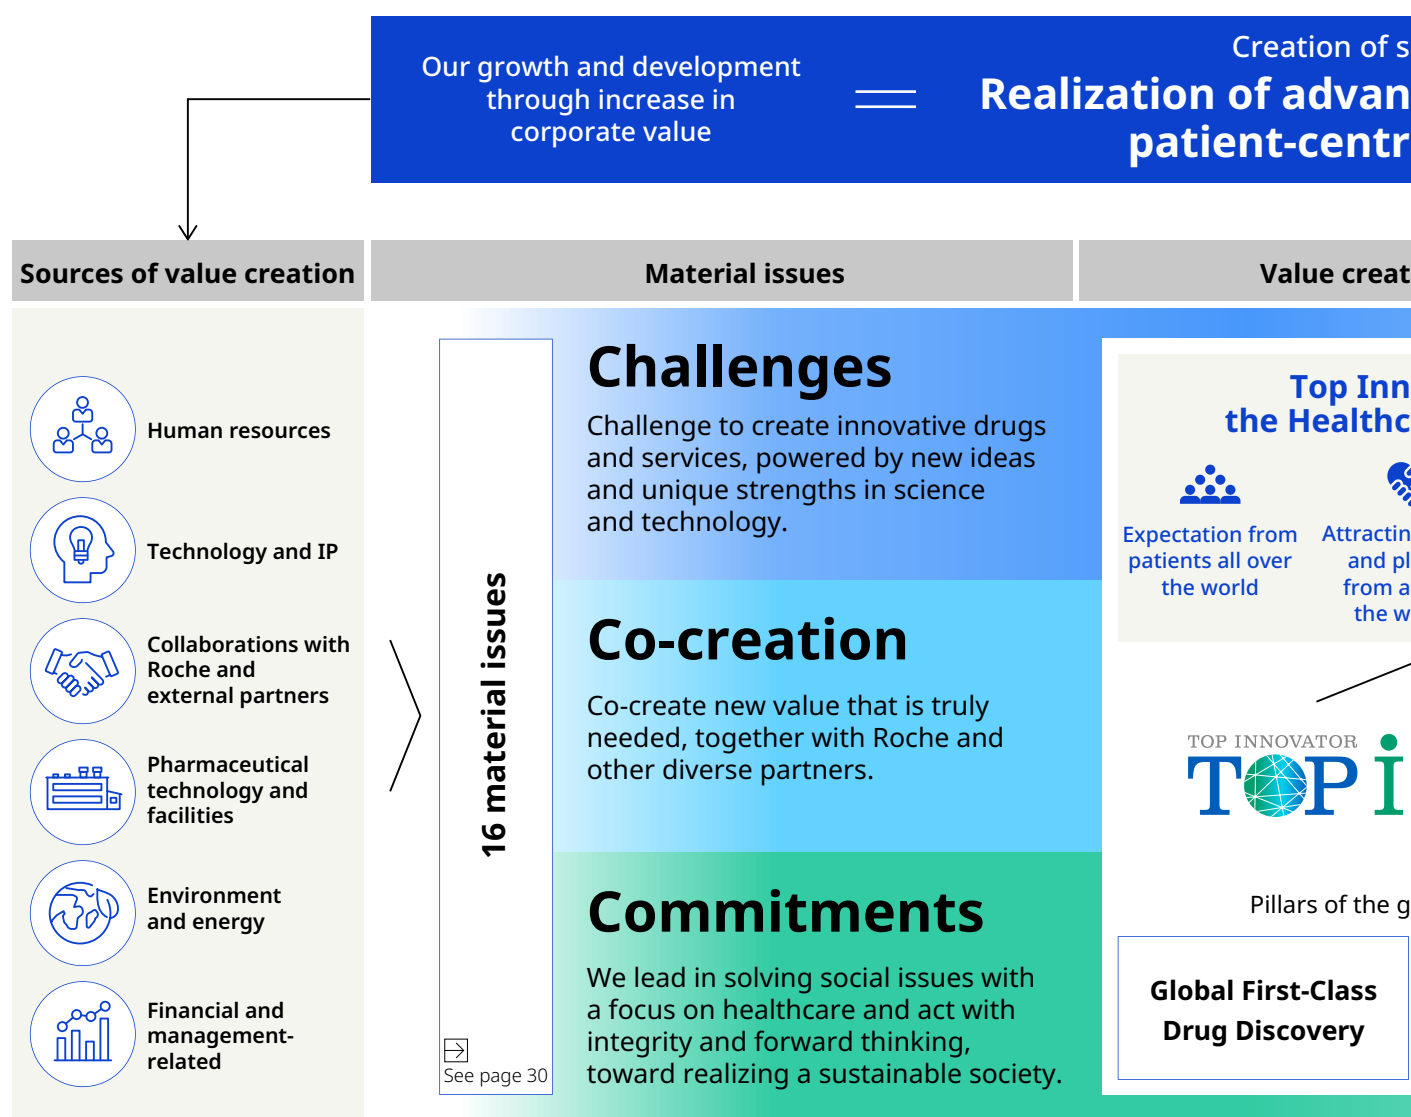 Our growth and development
through increase in
corporate value
Creation of s
Realization of advan
patient-centr
Sources of value creation
Material issues
Value creat
Human resources
Technology and IP
Collaborations with
Roche and
external partners
Pharmaceutical
technology and
facilities
Environment
and energy
Financial and
management-
related
16 material issues
See page 30
Challenges
Challenge to create innovative drugs
and services, powered by new ideas
and unique strengths in science
and technology.
Co-creation
Co-create new value that is truly
needed, together with Roche and
other diverse partners.
Commitments
We lead in solving social issues with
a focus on healthcare and act with
integrity and forward thinking,
toward realizing a sustainable society.
Top Inn
the Healthc
Expectation from
patients all over
the world
Attractin
and pl
from a
the w
TOP INNOVATOR
TOP I
Pillars of the g
Global First-Class
Drug Discovery